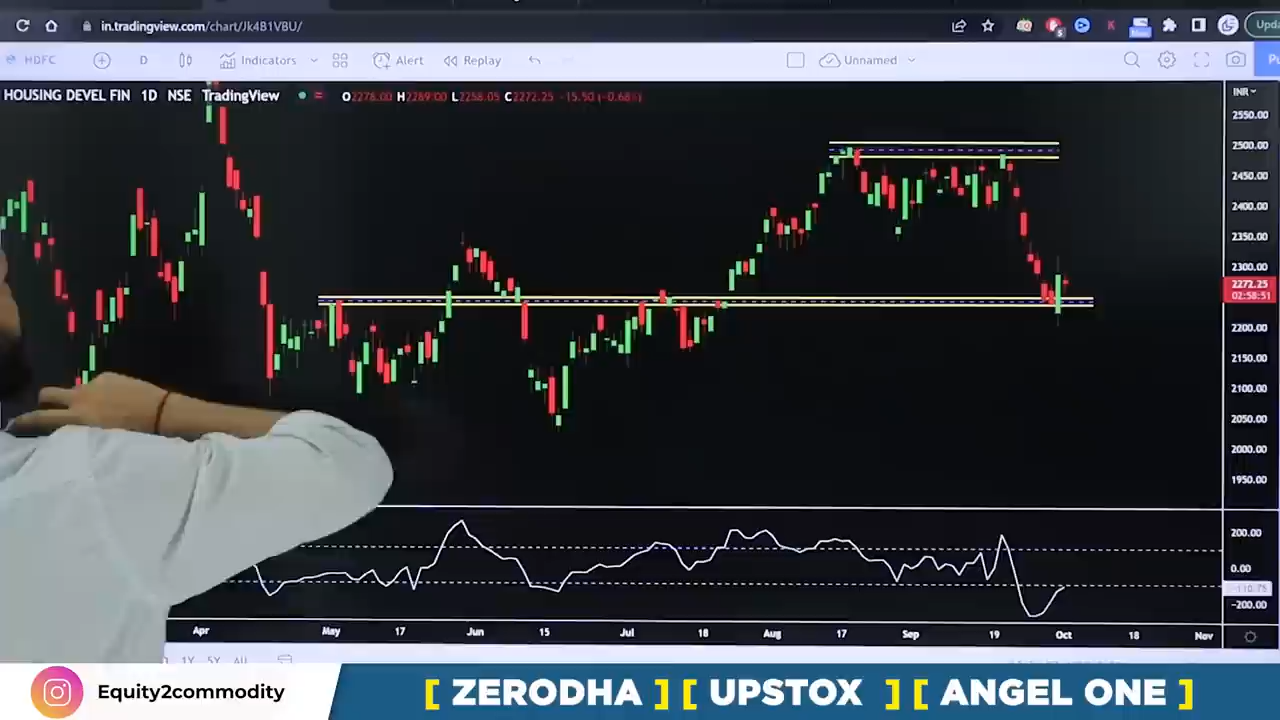 in.tradingview.com/chart/Jk4B1VBU/
HDFC
D
Indicators
Alert
Replay
Unnamed
HOUSING DEVEL FIN 1D NSE TradingView
O2278.00 H2289.00 L2258.05 C2272.25 -15.50 (-0.68%)
INR
2550.00
2500.00
2450.00
2400.00
2350.00
2300.00
2272.25
02:58:51
2200.00
2150.00
2100.00
2050.00
2000.00
1950.00
200.00
0.00
-110.75
-200.00
Apr May 17 Jun 15 Jul 18 Aug 17 Sep 19 Oct 18 Nov
1Y 5Y All
Equity2commodity
[ ZERODHA ] [ UPSTOX ] [ ANGEL ONE ]